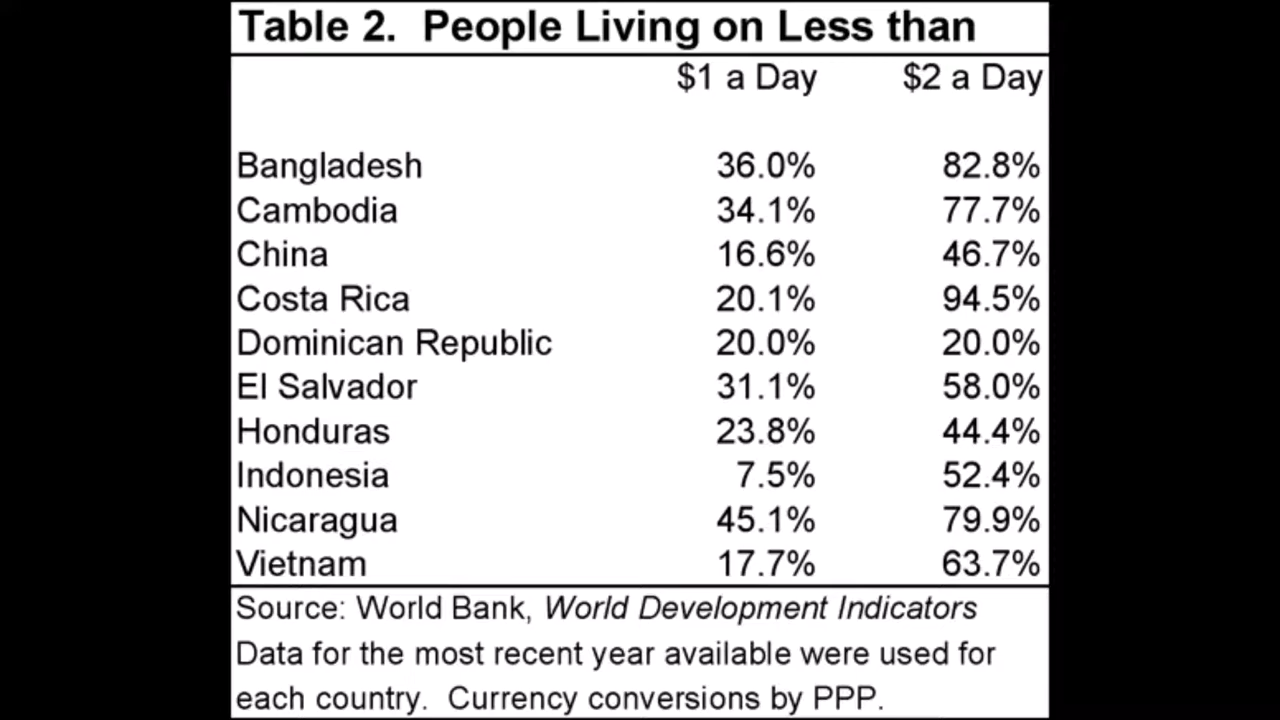 Table 2. People Living on Less than
$1 a Day $2 a Day
Bangladesh 36.0% 82.8%
Cambodia 34.1% 77.7%
China 16.6% 46.7%
Costa Rica 20.1% 94.5%
Dominican Republic 20.0% 20.0%
El Salvador 31.1% 58.0%
Honduras 23.8% 44.4%
Indonesia 7.5% 52.4%
Nicaragua 45.1% 79.9%
Vietnam 17.7% 63.7%
Source: World Bank, World Development Indicators
Data for the most recent year available were used for
each country. Currency conversions by PPP.